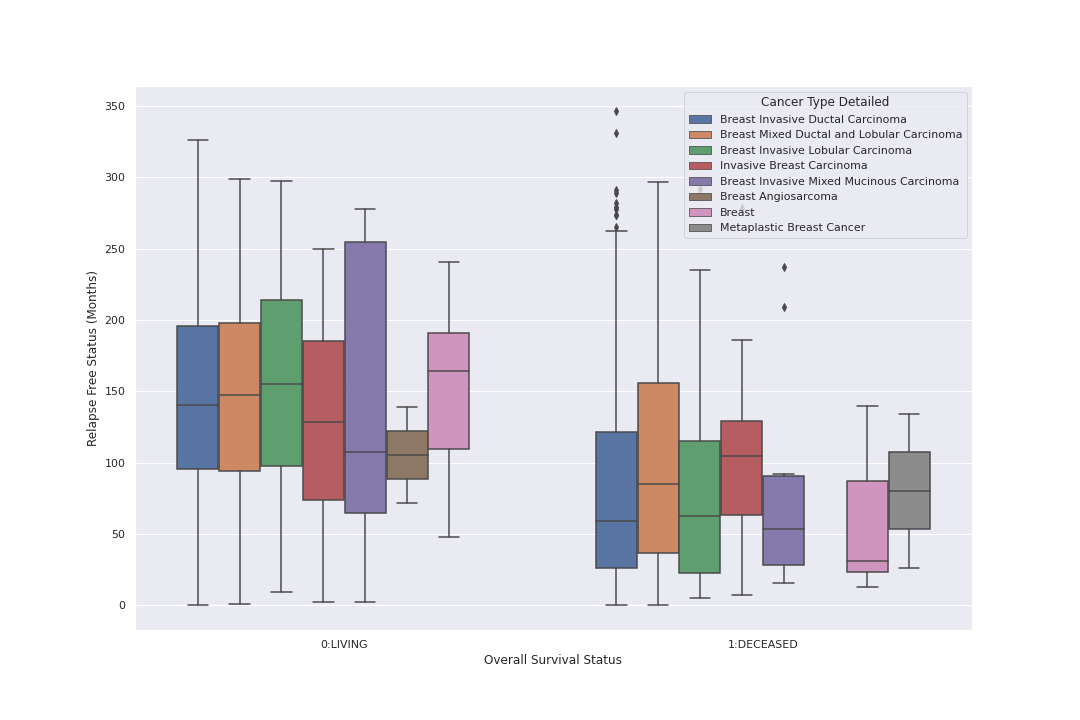 Cancer Type Detailed
Breast Invasive Ductal Carcinoma
Breast Mixed Ductal and Lobular Carcinoma
Breast Invasive Lobular Carcinoma
Invasive Breast Carcinoma
Breast Invasive Mixed Mucinous Carcinoma
Breast Angiosarcoma
Breast
Metaplastic Breast Cancer
350
300
250
200
150
100
50
0
Relapse Free Status (Months)
0:LIVING
1:DECEASED
Overall Survival Status